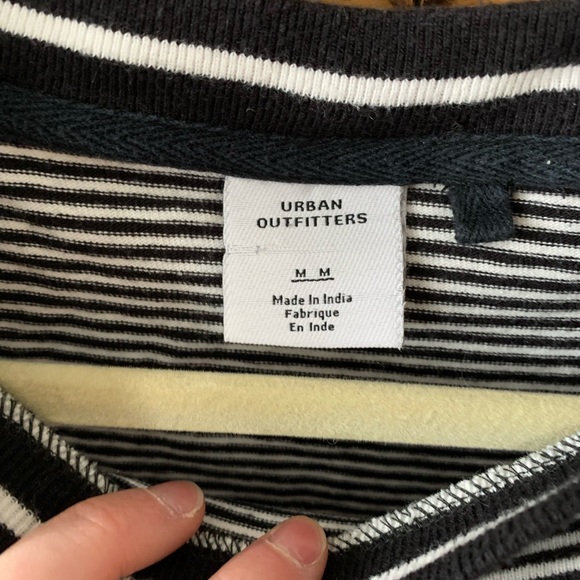 URBAN
OUTFITTERS
M M
Made In India
Fabrique
En Inde